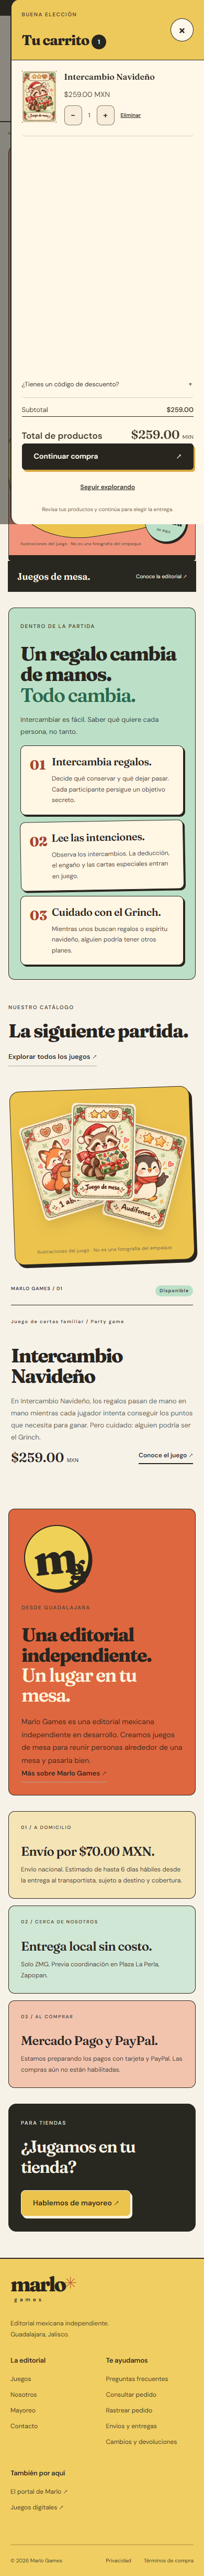 BUENA ELECCIÓN
Tu carrito 1
×
Intercambio Navideño
$259.00 MXN
− 1 + Eliminar
¿Tienes un código de descuento? +
Subtotal $259.00
Total de productos $259.00 MXN
Continuar compra ↗
Seguir explorando
Revisa tus productos y continúa para elegir la entrega.
Ilustraciones del juego · No es una fotografía del empaque
Juegos de mesa. Conoce la editorial ↗
DENTRO DE LA PARTIDA
Un regalo cambia
de manos.
Todo cambia.
Intercambiar es fácil. Saber qué quiere cada
persona, no tanto.
01 Intercambia regalos.
Decide qué conservar y qué dejar pasar.
Cada participante persigue un objetivo
secreto.
02 Lee las intenciones.
Observa los intercambios. La deducción,
el engaño y las cartas especiales entran
en juego.
03 Cuidado con el Grinch.
Mientras unos buscan regalos o espíritu
navideño, alguien podría tener otros
planes.
NUESTRO CATÁLOGO
La siguiente partida.
Explorar todos los juegos ↗
Juego de mesa
Audífonos
Ilustraciones del juego · No es una fotografía del empaque
MARLO GAMES / 01 Disponible
Juego de cartas familiar / Party game
Intercambio
Navideño
En Intercambio Navideño, los regalos pasan de mano en
mano mientras cada jugador intenta conseguir los puntos
que necesita para ganar. Pero cuidado: alguien podría ser
el Grinch.
$259.00 MXN Conoce el juego ↗
mg
DESDE GUADALAJARA
Una editorial
independiente.
Un lugar en tu
mesa.
Marlo Games es una editorial mexicana
independiente en desarrollo. Creamos juegos
de mesa para reunir personas alrededor de una
mesa y pasarla bien.
Más sobre Marlo Games ↗
01 / A DOMICILIO
Envío por $70.00 MXN.
Envío nacional. Estimado de hasta 6 días hábiles desde
la entrega al transportista, sujeto a destino y cobertura.
02 / CERCA DE NOSOTROS
Entrega local sin costo.
Solo ZMG. Previa coordinación en Plaza La Perla,
Zapopan.
03 / AL COMPRAR
Mercado Pago y PayPal.
Estamos preparando los pagos con tarjeta y PayPal. Las
compras aún no están habilitadas.
PARA TIENDAS
¿Jugamos en tu
tienda?
Hablemos de mayoreo ↗
marlo
games
Editorial mexicana independiente.
Guadalajara, Jalisco.
La editorial
Juegos
Nosotros
Mayoreo
Contacto
Te ayudamos
Preguntas frecuentes
Consultar pedido
Rastrear pedido
Envíos y entregas
Cambios y devoluciones
También por aquí
El portal de Marlo ↗
Juegos digitales ↗
© 2026 Marlo Games Privacidad Términos de compra